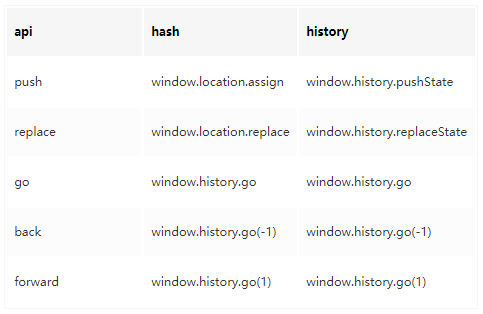 api hash history
push window.location.assign window.history.pushState
replace window.location.replace window.history.replaceState
go window.history.go window.history.go
back window.history.go(-1) window.history.go(-1)
forward window.history.go(1) window.history.go(1)